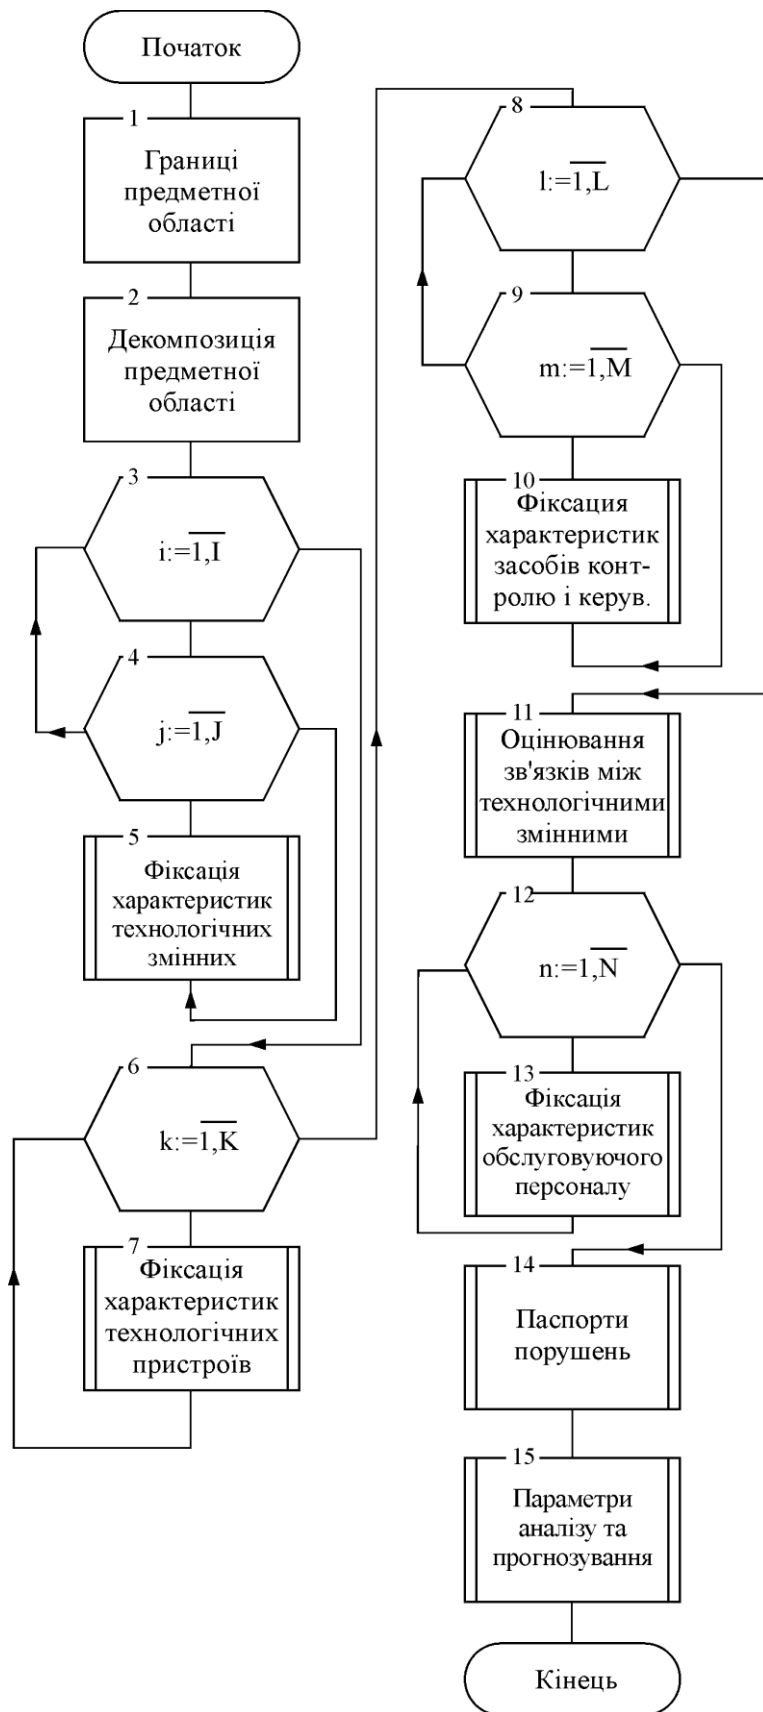 Початок
1
Границі
предметної
області
2
Декомпозиція
предметної
області
3
i:=1,I
4
j:=1,J
5
Фіксація
характеристик
технологічних
змінних
6
k:=1,K
7
Фіксація
характеристик
технологічних
пристроїв
8
l:=1,L
9
m:=1,M
10
Фіксация
характеристик
засобів конт-
ролю і керув.
11
Оцінювання
зв'язків між
технологічними
змінними
12
n:=1,N
13
Фіксація
характеристик
обслуговуючого
персоналу
14
Паспорти
порушень
15
Параметри
аналізу та
прогнозування
Кінець